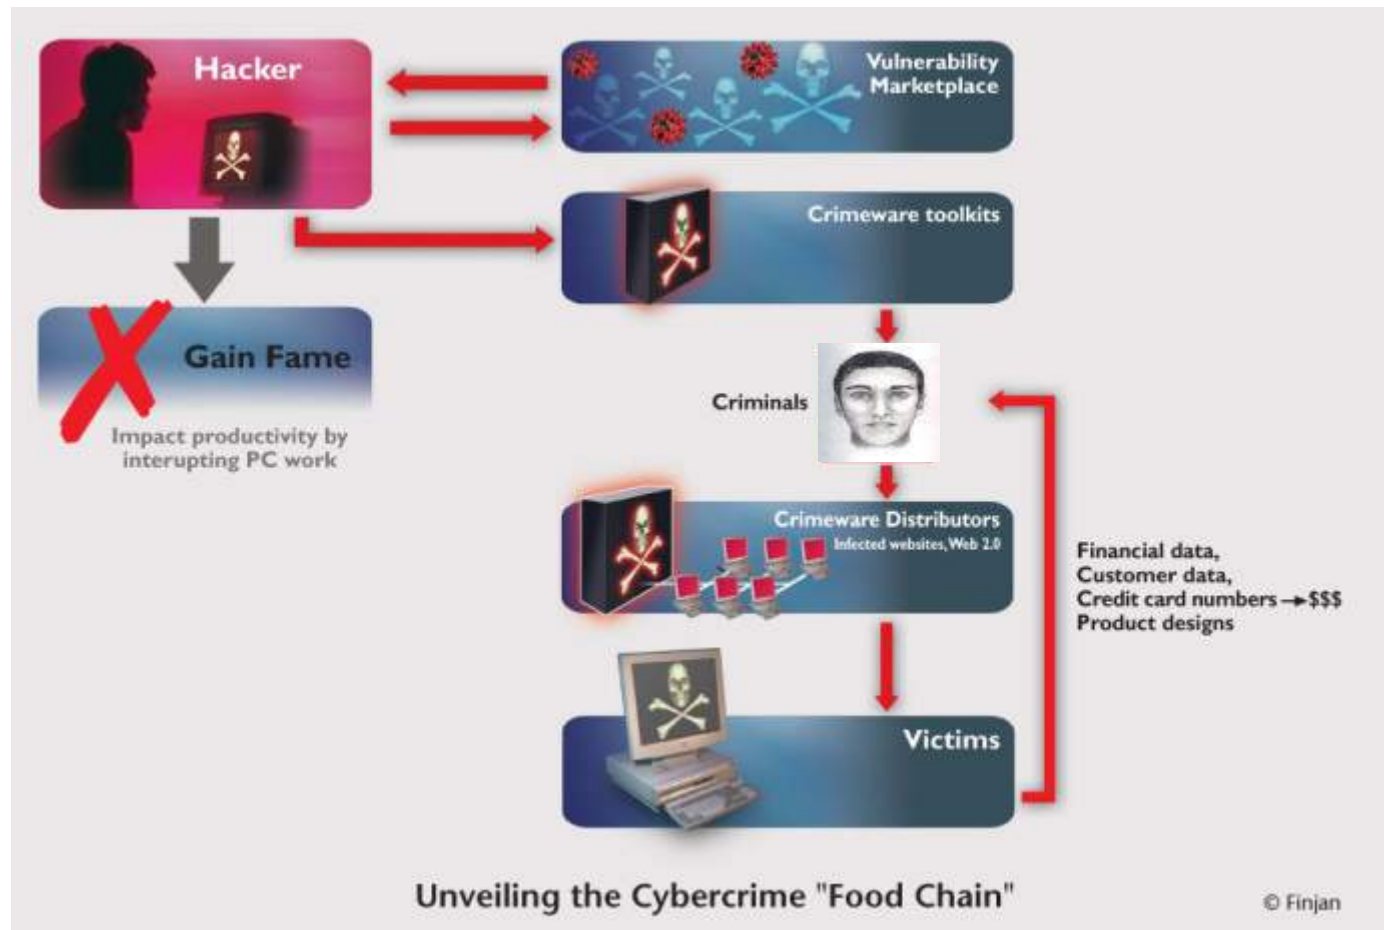 Hacker
Vulnerability
Marketplace
Crimeware toolkits
Gain Fame
Impact productivity by
interupting PC work
Criminals
Crimeware Distributors
Infected websites, Web 2.0
Financial data,
Customer data,
Credit card numbers → $$$
Product designs
Victims
Unveiling the Cybercrime "Food Chain"
© Finjan